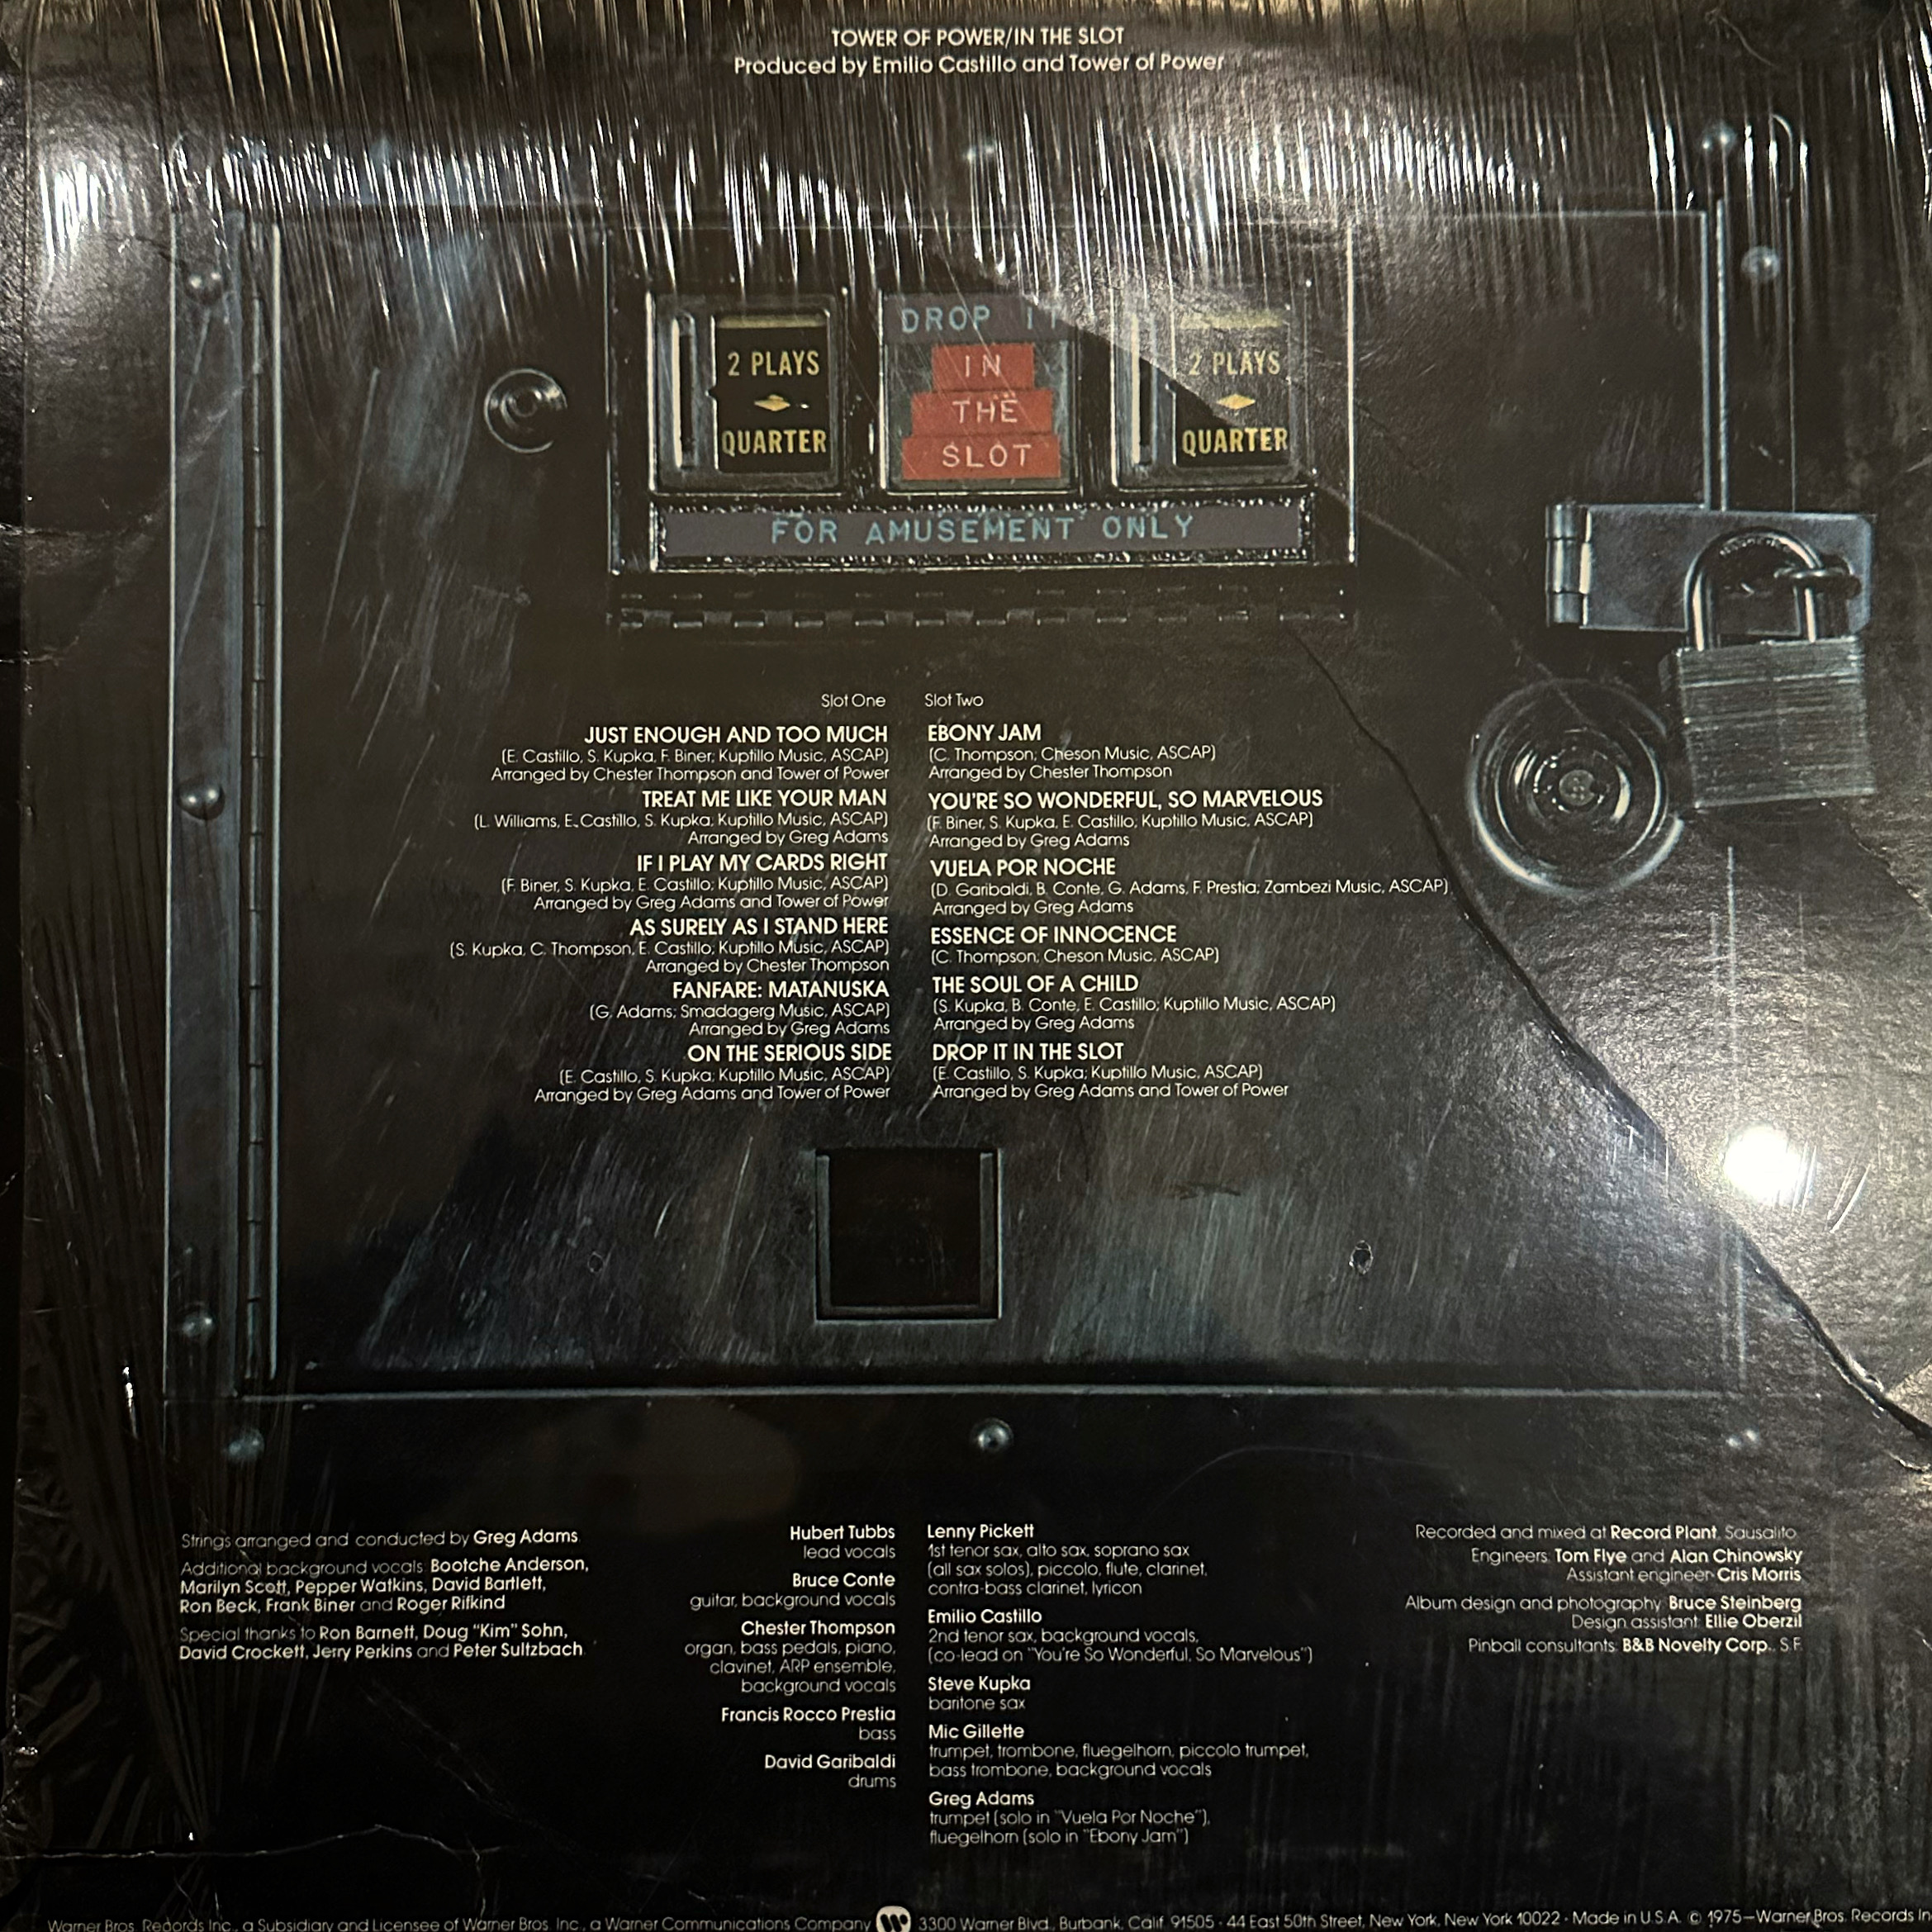 TOWER OF POWER/IN THE SLOT
Produced by Emilio Castillo and Tower of Power
2 PLAYS
QUARTER
DROP IT
IN
THE
SLOT
2 PLAYS
QUARTER
FOR AMUSEMENT ONLY
Slot One
JUST ENOUGH AND TOO MUCH
(E. Castillo, S. Kupka, F. Biner; Kuptillo Music, ASCAP)
Arranged by Chester Thompson and Tower of Power
TREAT ME LIKE YOUR MAN
(L. Williams, E. Castillo, S. Kupka; Kuptillo Music, ASCAP)
Arranged by Greg Adams
IF I PLAY MY CARDS RIGHT
(F. Biner, S. Kupka, E. Castillo; Kuptillo Music, ASCAP)
Arranged by Greg Adams and Tower of Power
AS SURELY AS I STAND HERE
(S. Kupka, C. Thompson, E. Castillo; Kuptillo Music, ASCAP)
Arranged by Chester Thompson
FANFARE: MATANUSKA
(G. Adams; Smadagerg Music, ASCAP)
Arranged by Greg Adams
ON THE SERIOUS SIDE
(E. Castillo, S. Kupka; Kuptillo Music, ASCAP)
Arranged by Greg Adams and Tower of Power
Slot Two
EBONY JAM
(C. Thompson; Cheson Music, ASCAP)
Arranged by Chester Thompson
YOU'RE SO WONDERFUL, SO MARVELOUS
(F. Biner, S. Kupka, E. Castillo; Kuptillo Music, ASCAP)
Arranged by Greg Adams
VUELA POR NOCHE
(D. Garibaldi, B. Conte, G. Adams, F. Prestia; Zambezi Music, ASCAP)
Arranged by Greg Adams
ESSENCE OF INNOCENCE
(C. Thompson; Cheson Music, ASCAP)
THE SOUL OF A CHILD
(S. Kupka, B. Conte, E. Castillo; Kuptillo Music, ASCAP)
Arranged by Greg Adams
DROP IT IN THE SLOT
(E. Castillo, S. Kupka; Kuptillo Music, ASCAP)
Arranged by Greg Adams and Tower of Power
Strings arranged and conducted by Greg Adams
Additional background vocals: Bootche Anderson,
Marilyn Scott, Pepper Watkins, David Bartlett,
Ron Beck, Frank Biner and Roger Rifkind
Special thanks to Ron Barnett, Doug "Kim" Sohn,
David Crockett, Jerry Perkins and Peter Sultzbach
Hubert Tubbs
lead vocals
Bruce Conte
guitar, background vocals
Chester Thompson
organ, bass pedals, piano,
clavinet, ARP ensemble,
background vocals
Francis Rocco Prestia
bass
David Garibaldi
drums
Lenny Pickett
1st tenor sax, alto sax, soprano sax
(all sax solos), piccolo, flute, clarinet,
contra-bass clarinet, lyricon
Emilio Castillo
2nd tenor sax, background vocals,
(co-lead on "You're So Wonderful, So Marvelous")
Steve Kupka
baritone sax
Mic Gillette
trumpet, trombone, fluegelhorn, piccolo trumpet,
bass trombone, background vocals
Greg Adams
trumpet (solo in "Vuela Por Noche"),
fluegelhorn (solo in "Ebony Jam")
Recorded and mixed at Record Plant, Sausalito
Engineers: Tom Flye and Alan Chinowsky
Assistant engineer: Cris Morris
Album design and photography: Bruce Steinberg
Design assistant: Ellie Oberzil
Pinball consultants: B&B Novelty Corp., S.F.
Warner Bros. Records Inc., a Subsidiary and Licensee of Warner Bros. Inc., a Warner Communications Company 3300 Warner Blvd., Burbank, Calif. 91505 · 44 East 50th Street, New York, New York 10022 · Made in U.S.A. © 1975—Warner Bros. Records